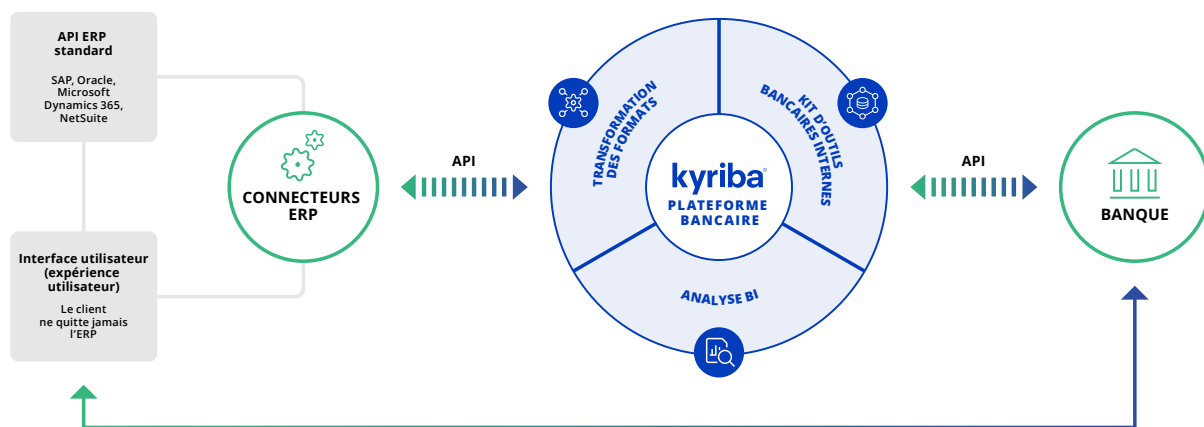 API ERP
standard
SAP, Oracle,
Microsoft
Dynamics 365,
NetSuite
Interface utilisateur
(expérience
utilisateur)
Le client
ne quitte jamais
l’ERP
CONNECTEURS
ERP
API
TRANSFORMATION
DES FORMATS
KIT D’OUTILS
BANCAIRES INTERNES
kyriba®
PLATEFORME
BANCAIRE
ANALYSE BI
API
BANQUE